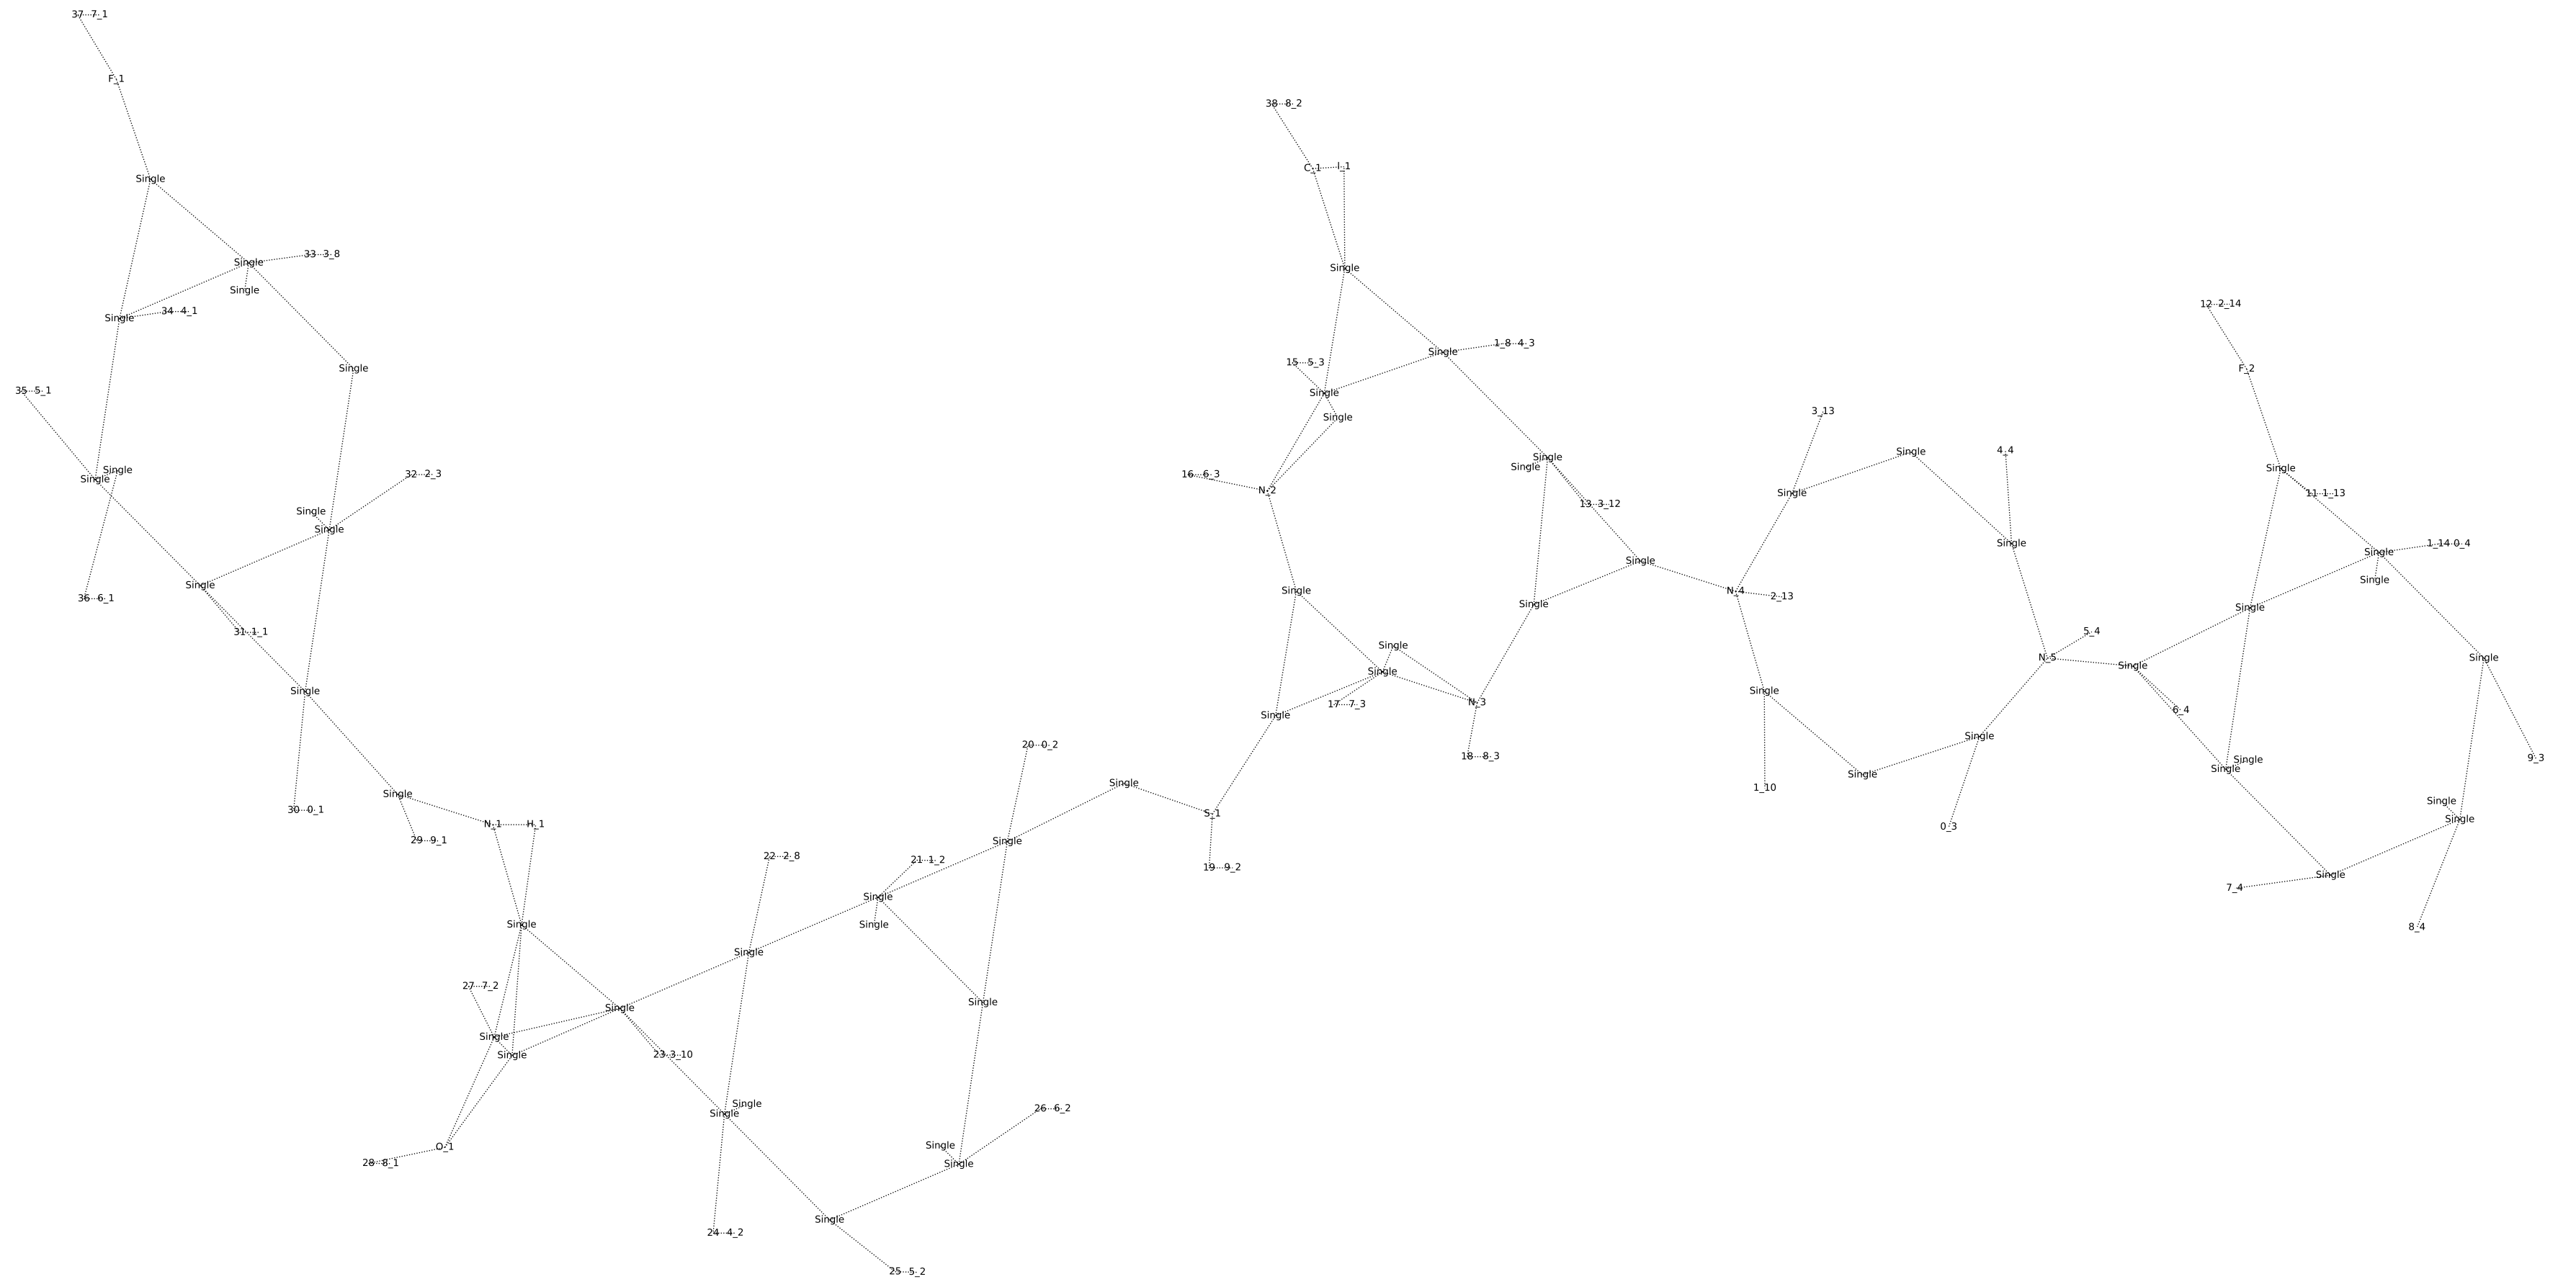 37 7_1
F_1
38 8_2
C_1 I_1
Single
Single
33 3_8
Single
Single
Single
12 2_14
34 4_1
Single
1_8 4_3
Single
15 5_3
Single
F_2
35 5_1
Single
Single
3_13
4_4
Single
Single
Single
Single
Single
Single
16 6_3
32 2_3
N_2
Single
11 1_13
13 3_12
Single
Single
Single
1_14 0_4
Single
Single
Single
Single
N_4
2_13
36 6_1
Single
Single
31 1_1
5_4
Single
N_5
Single
Single
Single
Single
Single
N_3
17 7_3
6_4
Single
Single
20 0_2
18 8_3
9_3
Single
Single
Single
Single
1_10
Single
Single
30 0_1
S_1
Single
N_1 H_1
0_3
29 9_1
Single
22 2_8
21 1_2
19 9_2
Single
7_4
Single
Single
Single
8_4
Single
27 7_2
Single
Single
Single
Single
23 3_10
Single
Single
26 6_2
O_1
Single
28 8_1
Single
Single
24 4_2
25 5_2